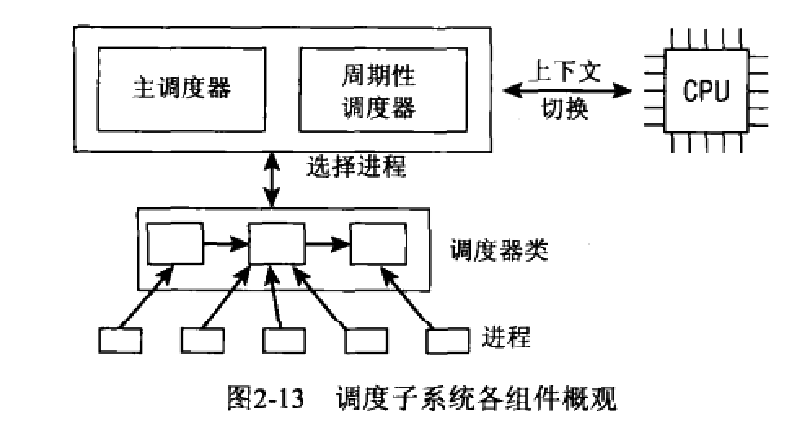 主调度器
周期性
调度器
上下文
切换
CPU
选择进程
调度器类
进程
图2-13 调度子系统各组件概观